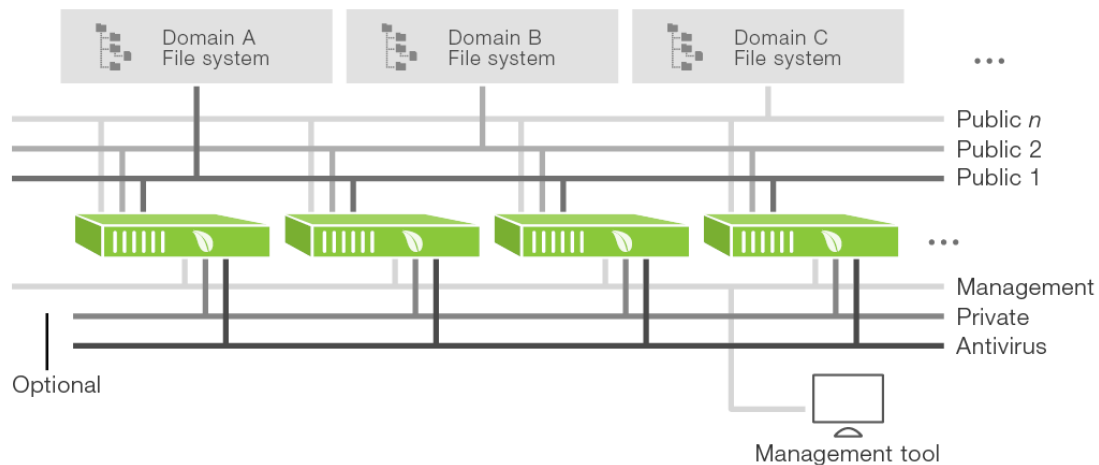 Domain A
File system
Domain B
File system
Domain C
File system
...
Public n
Public 2
Public 1
...
Management
Private
Antivirus
Optional
Management tool